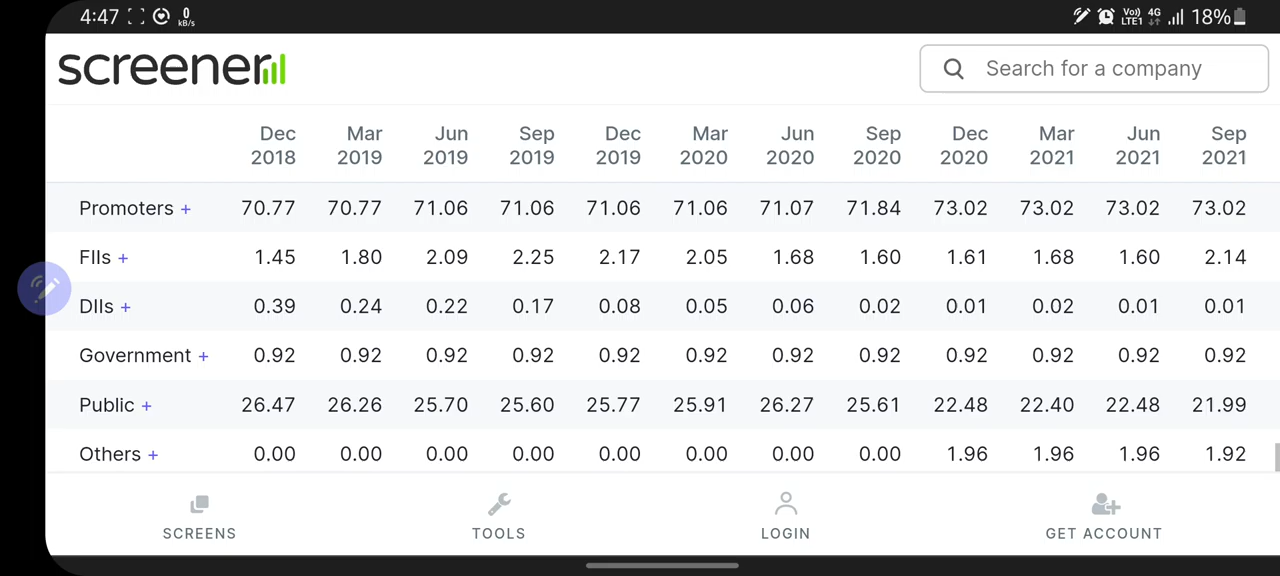 4:47 0 kB/s Vo)) LTE1 4G 18%
screener
Search for a company
Dec 2018 Mar 2019 Jun 2019 Sep 2019 Dec 2019 Mar 2020 Jun 2020 Sep 2020 Dec 2020 Mar 2021 Jun 2021 Sep 2021
Promoters + 70.77 70.77 71.06 71.06 71.06 71.06 71.07 71.84 73.02 73.02 73.02 73.02
FIIs + 1.45 1.80 2.09 2.25 2.17 2.05 1.68 1.60 1.61 1.68 1.60 2.14
DIIs + 0.39 0.24 0.22 0.17 0.08 0.05 0.06 0.02 0.01 0.02 0.01 0.01
Government + 0.92 0.92 0.92 0.92 0.92 0.92 0.92 0.92 0.92 0.92 0.92 0.92
Public + 26.47 26.26 25.70 25.60 25.77 25.91 26.27 25.61 22.48 22.40 22.48 21.99
Others + 0.00 0.00 0.00 0.00 0.00 0.00 0.00 0.00 1.96 1.96 1.96 1.92
SCREENS TOOLS LOGIN GET ACCOUNT